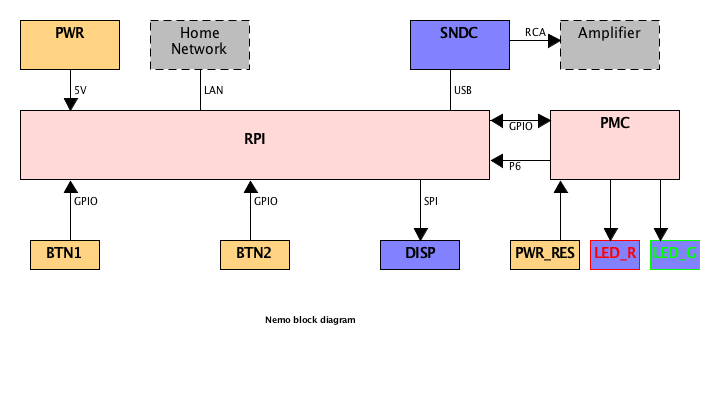 PWR
Home
Network
SNDC
RCA
Amplifier
5V
LAN
USB
RPI
GPIO
PMC
P6
GPIO
GPIO
SPI
BTN1
BTN2
DISP
PWR_RES
LED_R
LED_G
Nemo block diagram